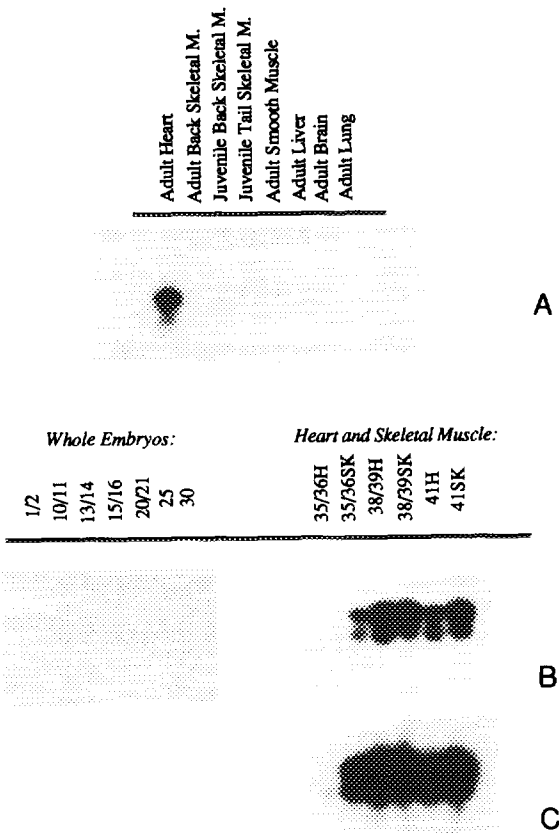 Adult Heart
Adult Back Skeletal M.
Juvenile Back Skeletal M.
Juvenile Tail Skeletal M.
Adult Smooth Muscle
Adult Liver
Adult Brain
Adult Lung
A
Whole Embryos:
1/2
10/11
13/14
15/16
20/21
25
30
Heart and Skeletal Muscle:
35/36H
35/36SK
38/39H
38/39SK
41H
41SK
B
C